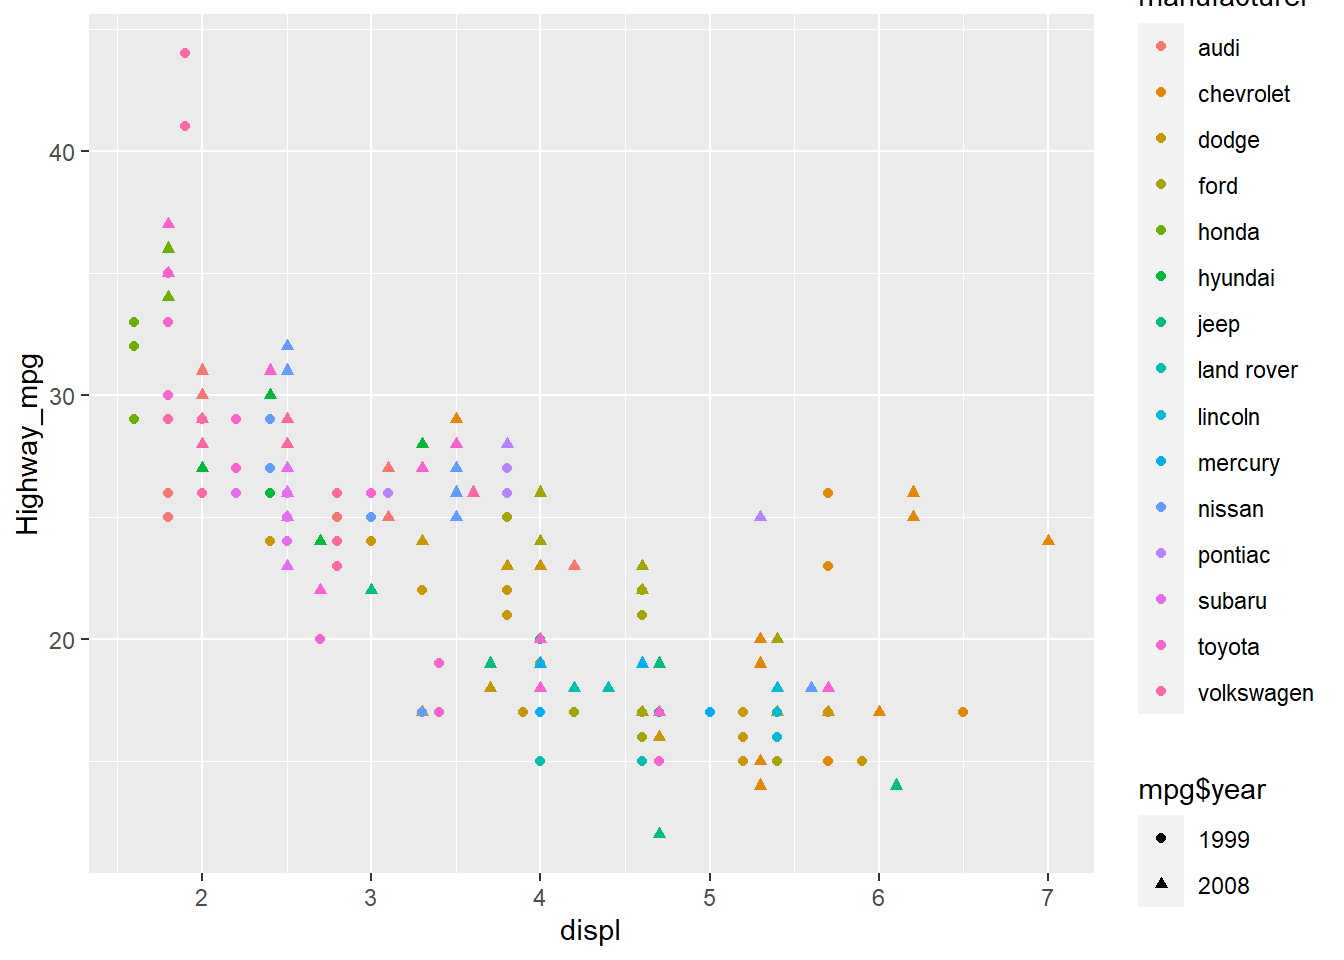 manufacturer
audi
chevrolet
dodge
ford
honda
hyundai
jeep
land rover
lincoln
mercury
nissan
pontiac
subaru
toyota
volkswagen
mpg$year
1999
2008
Highway_mpg
40
30
20
2 3 4 5 6 7
displ